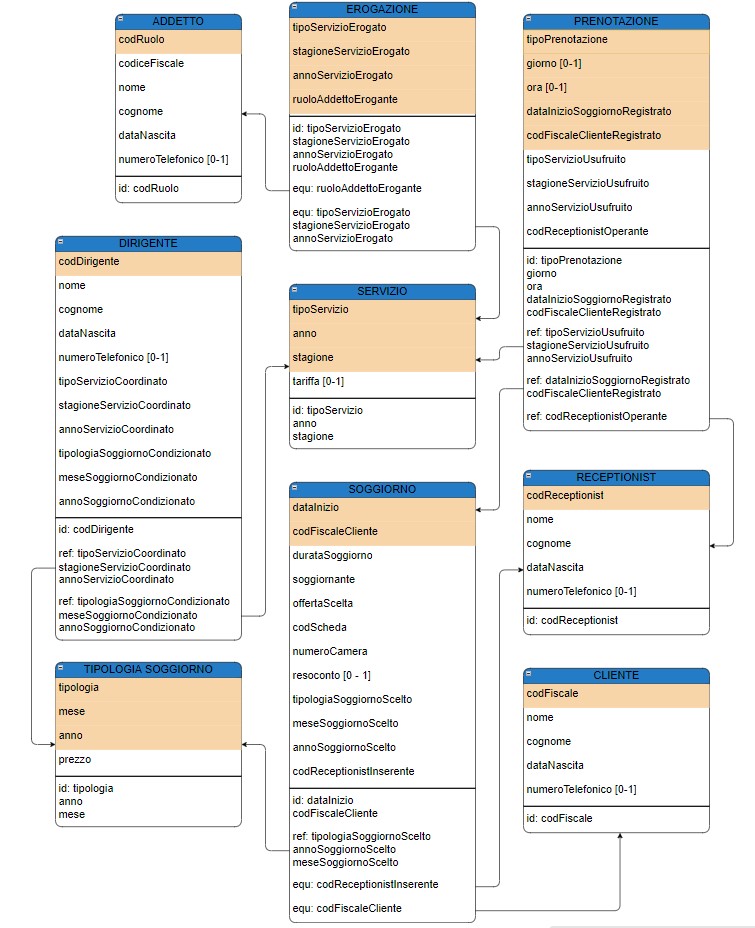 ADDETTO
codRuolo
codiceFiscale
nome
cognome
dataNascita
numeroTelefonico [0-1]
id: codRuolo
EROGAZIONE
tipoServizioErogato
stagioneServizioErogato
annoServizioErogato
ruoloAddettoErogante
id: tipoServizioErogato
stagioneServizioErogato
annoServizioErogato
ruoloAddettoErogante
equ: ruoloAddettoErogante
equ: tipoServizioErogato
stagioneServizioErogato
annoServizioErogato
PRENOTAZIONE
tipoPrenotazione
giorno [0-1]
ora [0-1]
dataInizioSoggiornoRegistrato
codFiscaleClienteRegistrato
tipoServizioUsufruito
stagioneServizioUsufruito
annoServizioUsufruito
codReceptionistOperante
id: tipoPrenotazione
giorno
ora
dataInizioSoggiornoRegistrato
codFiscaleClienteRegistrato
ref: tipoServizioUsufruito
stagioneServizioUsufruito
annoServizioUsufruito
ref: dataInizioSoggiornoRegistrato
codFiscaleClienteRegistrato
ref: codReceptionistOperante
DIRIGENTE
codDirigente
nome
cognome
dataNascita
numeroTelefonico [0-1]
tipoServizioCoordinato
stagioneServizioCoordinato
annoServizioCoordinato
tipologiaSoggiornoCondizionato
meseSoggiornoCondizionato
annoSoggiornoCondizionato
id: codDirigente
ref: tipoServizioCoordinato
stagioneServizioCoordinato
annoServizioCoordinato
ref: tipologiaSoggiornoCondizionato
meseSoggiornoCondizionato
annoSoggiornoCondizionato
SERVIZIO
tipoServizio
anno
stagione
tariffa [0-1]
id: tipoServizio
anno
stagione
SOGGIORNO
dataInizio
codFiscaleCliente
durataSoggiorno
soggiornante
offertaScelta
codScheda
numeroCamera
resoconto [0 - 1]
tipologiaSoggiornoScelto
meseSoggiornoScelto
annoSoggiornoScelto
codReceptionistInserente
id: dataInizio
codFiscaleCliente
ref: tipologiaSoggiornoScelto
annoSoggiornoScelto
meseSoggiornoScelto
equ: codReceptionistInserente
equ: codFiscaleCliente
RECEPTIONIST
codReceptionist
nome
cognome
dataNascita
numeroTelefonico [0-1]
id: codReceptionist
TIPOLOGIA SOGGIORNO
tipologia
mese
anno
prezzo
id: tipologia
anno
mese
CLIENTE
codFiscale
nome
cognome
dataNascita
numeroTelefonico [0-1]
id: codFiscale